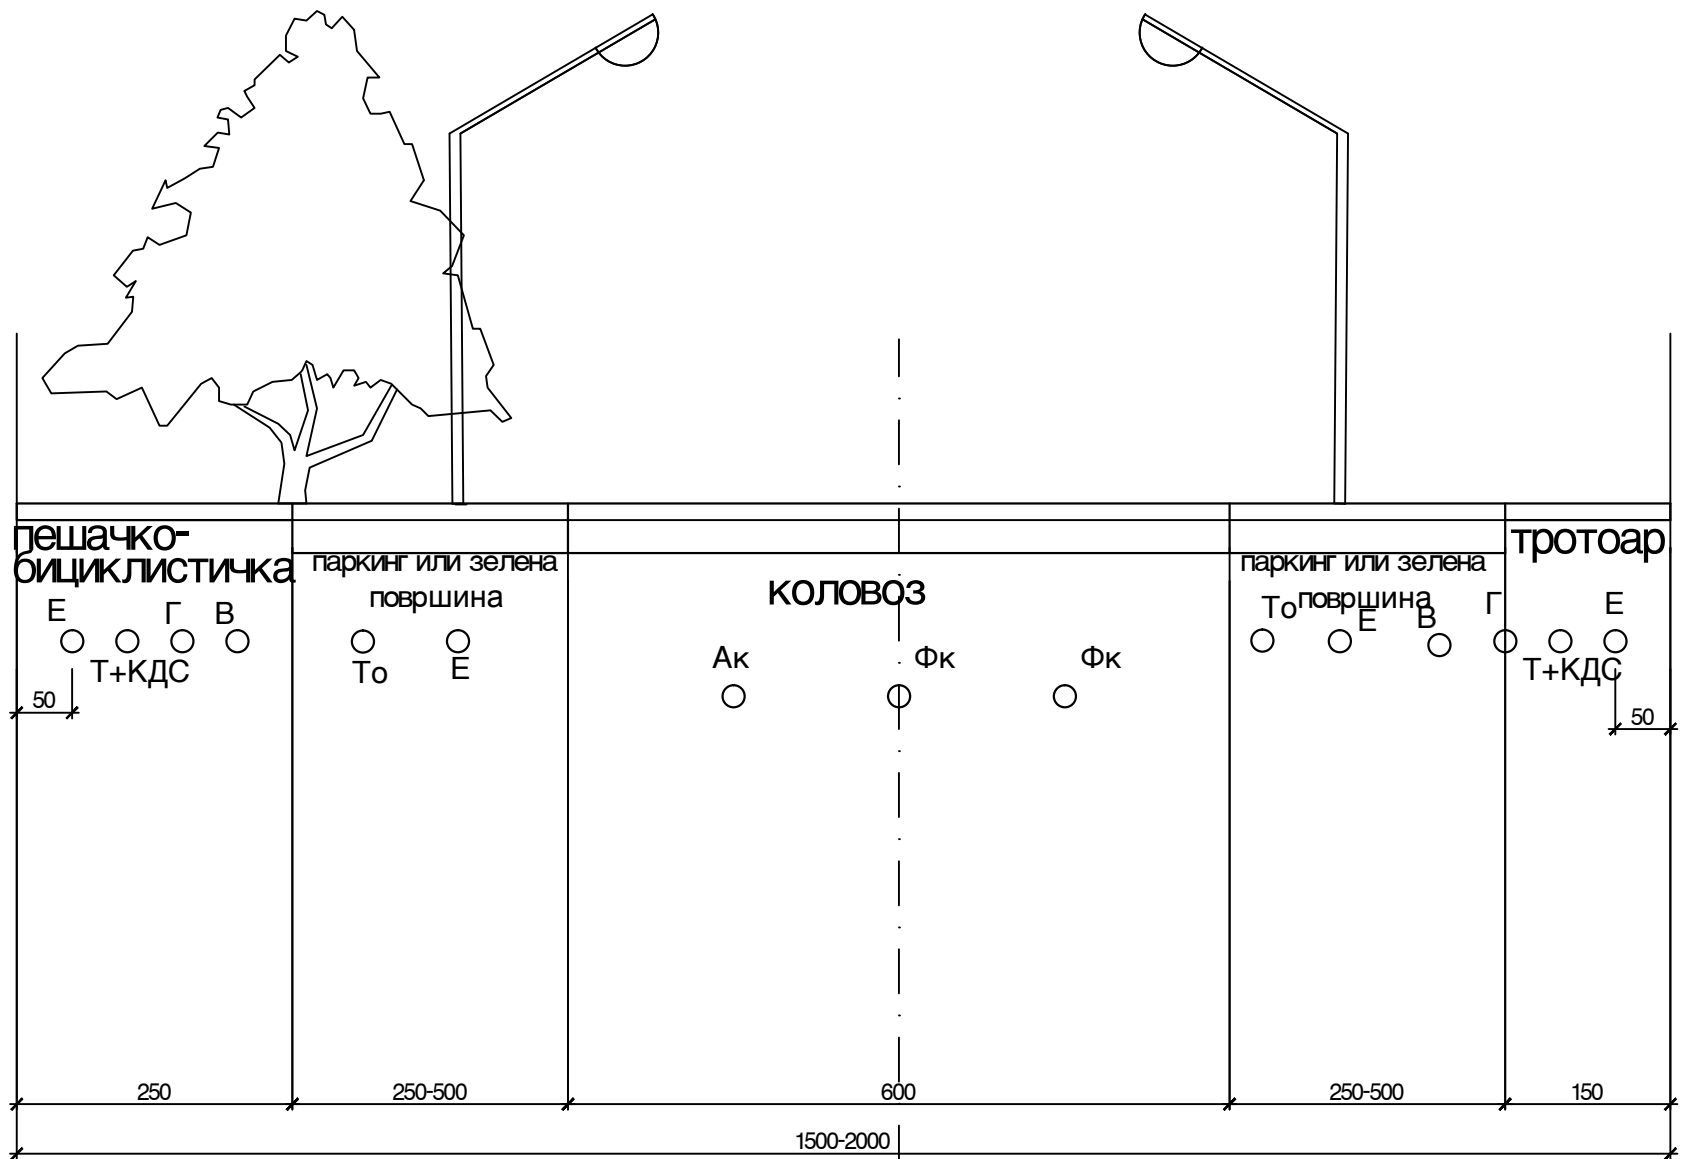 пешачко-
бициклистичка
паркинг или зелена
површина
коловоз
паркинг или зелена
површина
тротоар
Е
Г
В
Т+КДС
То
Е
Ак
Фк
Фк
То
Е
В
Г
Е
Т+КДС
50
50
250
250-500
600
250-500
150
1500-2000